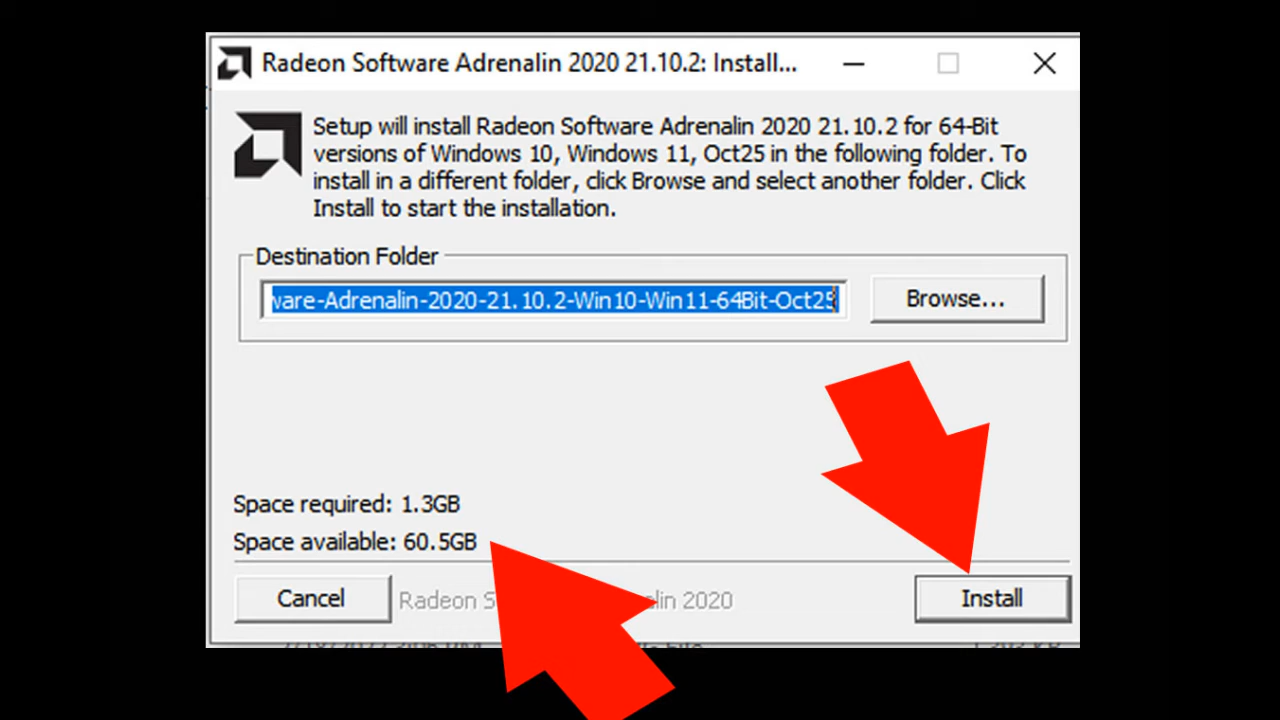 Radeon Software Adrenalin 2020 21.10.2: Install...
Setup will install Radeon Software Adrenalin 2020 21.10.2 for 64-Bit
versions of Windows 10, Windows 11, Oct25 in the following folder. To
install in a different folder, click Browse and select another folder. Click
Install to start the installation.
Destination Folder
ware-Adrenalin-2020-21.10.2-Win10-Win11-64Bit-Oct25
Browse...
Space required: 1.3GB
Space available: 60.5GB
Cancel
Radeon S alin 2020
Install